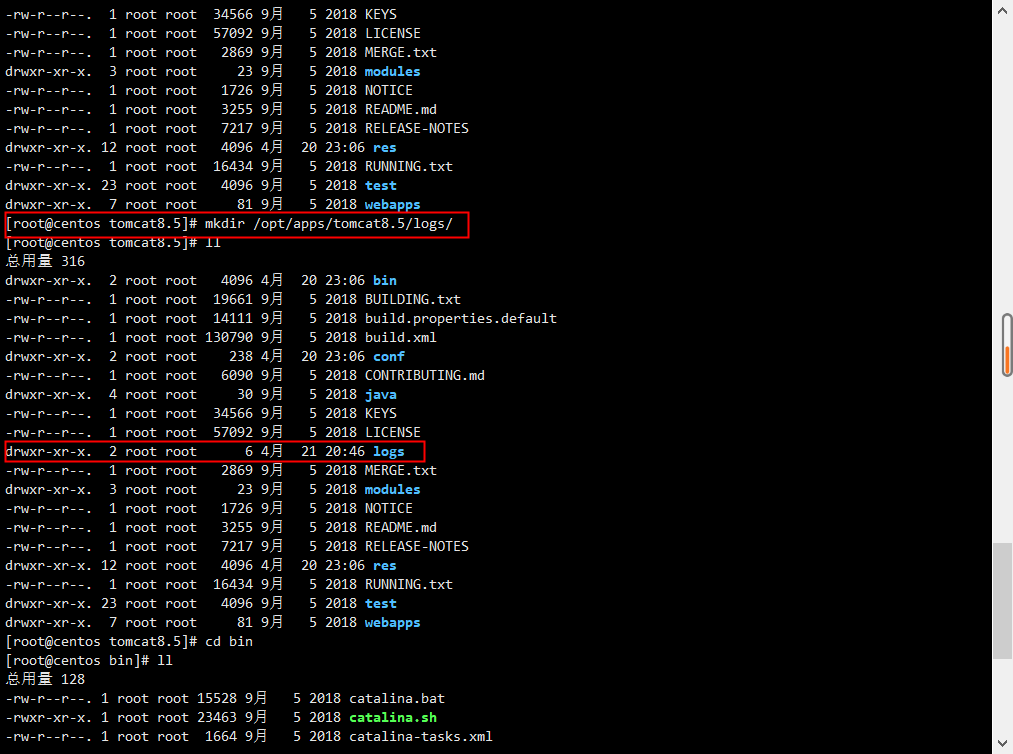 -rw-r--r--.  1 root root  34566 9月   5 2018 KEYS
-rw-r--r--.  1 root root  57092 9月   5 2018 LICENSE
-rw-r--r--.  1 root root   2869 9月   5 2018 MERGE.txt
drwxr-xr-x.  3 root root     23 9月   5 2018 modules
-rw-r--r--.  1 root root   1726 9月   5 2018 NOTICE
-rw-r--r--.  1 root root   3255 9月   5 2018 README.md
-rw-r--r--.  1 root root   7217 9月   5 2018 RELEASE-NOTES
drwxr-xr-x. 12 root root   4096 4月  20 23:06 res
-rw-r--r--.  1 root root  16434 9月   5 2018 RUNNING.txt
drwxr-xr-x. 23 root root   4096 9月   5 2018 test
drwxr-xr-x.  7 root root     81 9月   5 2018 webapps
[root@centos tomcat8.5]# mkdir /opt/apps/tomcat8.5/logs/
[root@centos tomcat8.5]# ll
总用量 316
drwxr-xr-x.  2 root root   4096 4月  20 23:06 bin
-rw-r--r--.  1 root root  19661 9月   5 2018 BUILDING.txt
-rw-r--r--.  1 root root  14111 9月   5 2018 build.properties.default
-rw-r--r--.  1 root root 130790 9月   5 2018 build.xml
drwxr-xr-x.  2 root root    238 4月  20 23:06 conf
-rw-r--r--.  1 root root   6090 9月   5 2018 CONTRIBUTING.md
drwxr-xr-x.  4 root root     30 9月   5 2018 java
-rw-r--r--.  1 root root  34566 9月   5 2018 KEYS
-rw-r--r--.  1 root root  57092 9月   5 2018 LICENSE
drwxr-xr-x.  2 root root      6 4月  21 20:46 logs
-rw-r--r--.  1 root root   2869 9月   5 2018 MERGE.txt
drwxr-xr-x.  3 root root     23 9月   5 2018 modules
-rw-r--r--.  1 root root   1726 9月   5 2018 NOTICE
-rw-r--r--.  1 root root   3255 9月   5 2018 README.md
-rw-r--r--.  1 root root   7217 9月   5 2018 RELEASE-NOTES
drwxr-xr-x. 12 root root   4096 4月  20 23:06 res
-rw-r--r--.  1 root root  16434 9月   5 2018 RUNNING.txt
drwxr-xr-x. 23 root root   4096 9月   5 2018 test
drwxr-xr-x.  7 root root     81 9月   5 2018 webapps
[root@centos tomcat8.5]# cd bin
[root@centos bin]# ll
总用量 128
-rw-r--r--. 1 root root 15528 9月   5 2018 catalina.bat
-rwxr-xr-x. 1 root root 23463 9月   5 2018 catalina.sh
-rw-r--r--. 1 root root  1664 9月   5 2018 catalina-tasks.xml